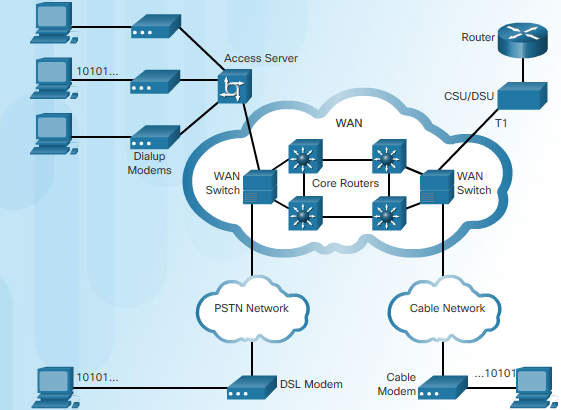 Router
Access Server
10101...
CSU/DSU
T1
WAN
Dialup
Modems
WAN
Switch
Core Routers
WAN
Switch
PSTN Network
Cable Network
10101...
DSL Modem
Cable
Modem
...10101